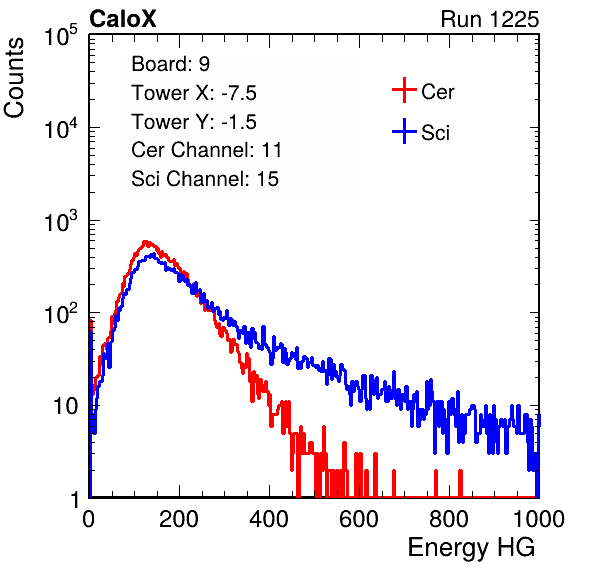 CaloX Run 1225
Counts
Board: 9
Tower X: -7.5
Tower Y: -1.5
Cer Channel: 11
Sci Channel: 15
Cer
Sci
10^5
10^4
10^3
10^2
10
1
0 200 400 600 800 1000
Energy HG